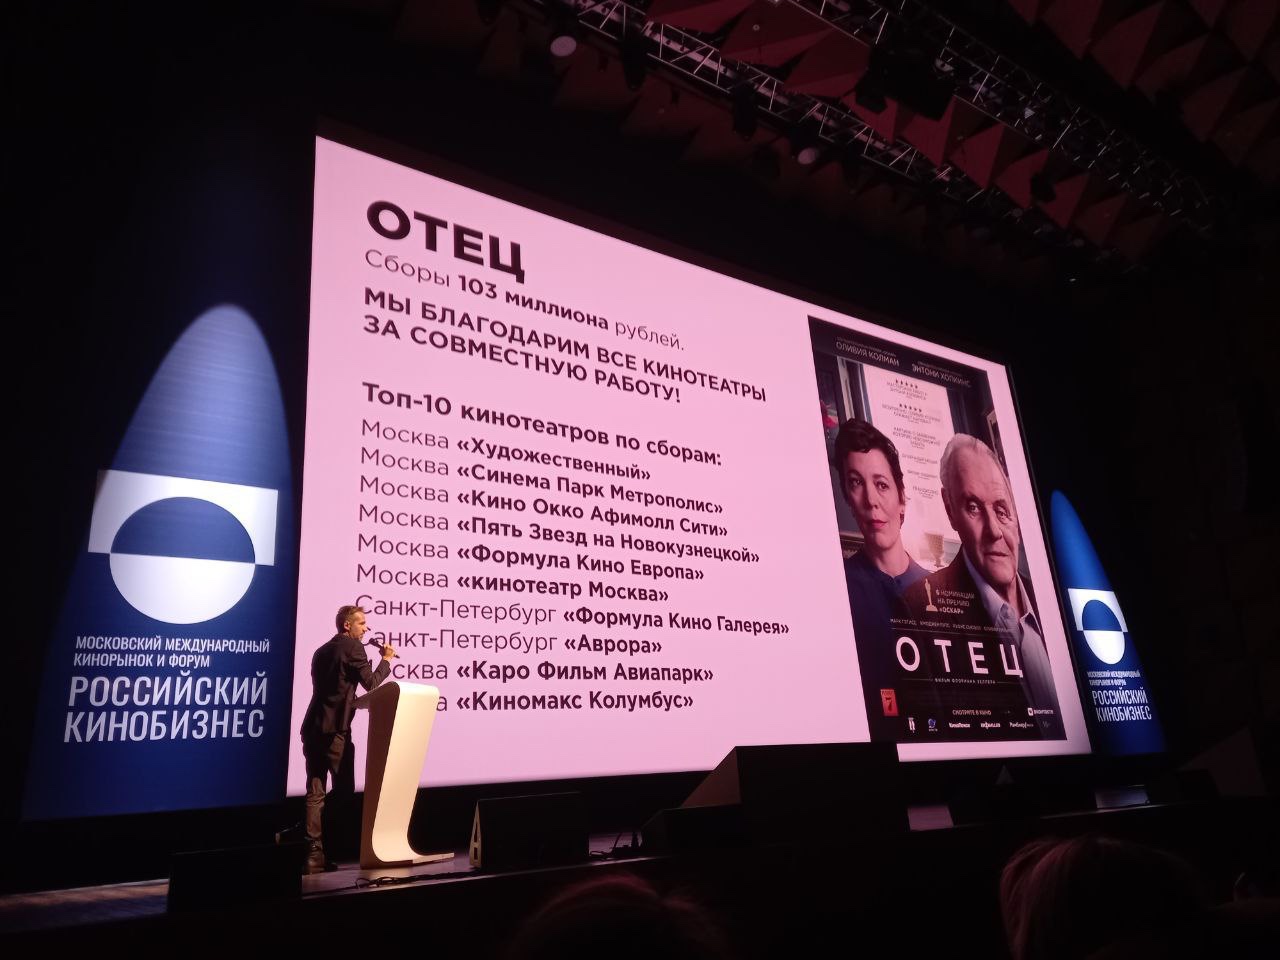 ОТЕЦ
Сборы 103 миллиона рублей.
МЫ БЛАГОДАРИМ ВСЕ КИНОТЕАТРЫ
ЗА СОВМЕСТНУЮ РАБОТУ!
Топ-10 кинотеатров по сборам:
Москва «Художественный»
Москва «Синема Парк Метрополис»
Москва «Кино Окко Афимолл Сити»
Москва «Пять Звезд на Новокузнецкой»
Москва «Формула Кино Европа»
Москва «кинотеатр Москва»
Санкт-Петербург «Формула Кино Галерея»
анкт-Петербург «Аврора»
сква «Каро Фильм Авиапарк»
а «Киномакс Колумбус»
ОЛИВИЯ КОЛМАН
ЭНТОНИ ХОПКИНС
6 НОМИНАЦИЙ
НА ПРЕМИЮ
«ОСКАР»
ОТЕЦ
ФИЛЬМ ФЛОРИАНА ЗЕЛЛЕРА
СМОТРИТЕ В КИНО
МОСКОВСКИЙ МЕЖДУНАРОДНЫЙ
КИНОРЫНОК И ФОРУМ
РОССИЙСКИЙ
КИНОБИЗНЕС
МОСКОВСКИЙ МЕЖДУНАРОДНЫЙ
КИНОРЫНОК И ФОРУМ
РОССИЙСКИЙ
КИНОБИЗНЕС